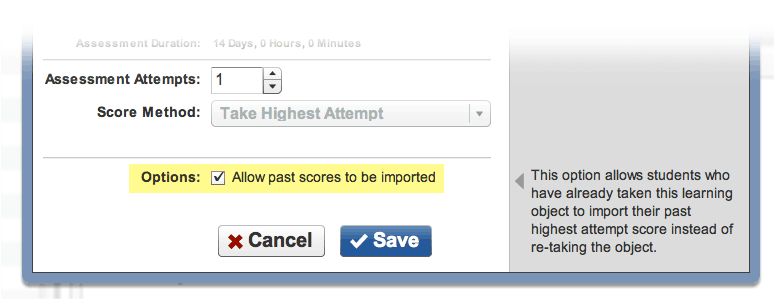 Assessment Duration: 14 Days, 0 Hours, 0 Minutes
Assessment Attempts: 1
Score Method: Take Highest Attempt
Options: Allow past scores to be imported
This option allows students who
have already taken this learning
object to import their past
highest attempt score instead of
re-taking the object.
Cancel Save